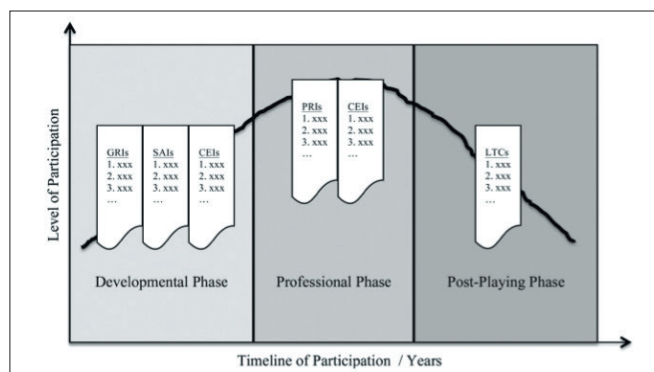 Level of Participation
GRIs
1. xxx
2. xxx
3. xxx
...
SAIs
1. xxx
2. xxx
3. xxx
...
CEIs
1. xxx
2. xxx
3. xxx
...
Developmental Phase
PRIs
1. xxx
2. xxx
3. xxx
...
CEIs
1. xxx
2. xxx
3. xxx
...
Professional Phase
LTCs
1. xxx
2. xxx
3. xxx
...
Post-Playing Phase
Timeline of Participation / Years